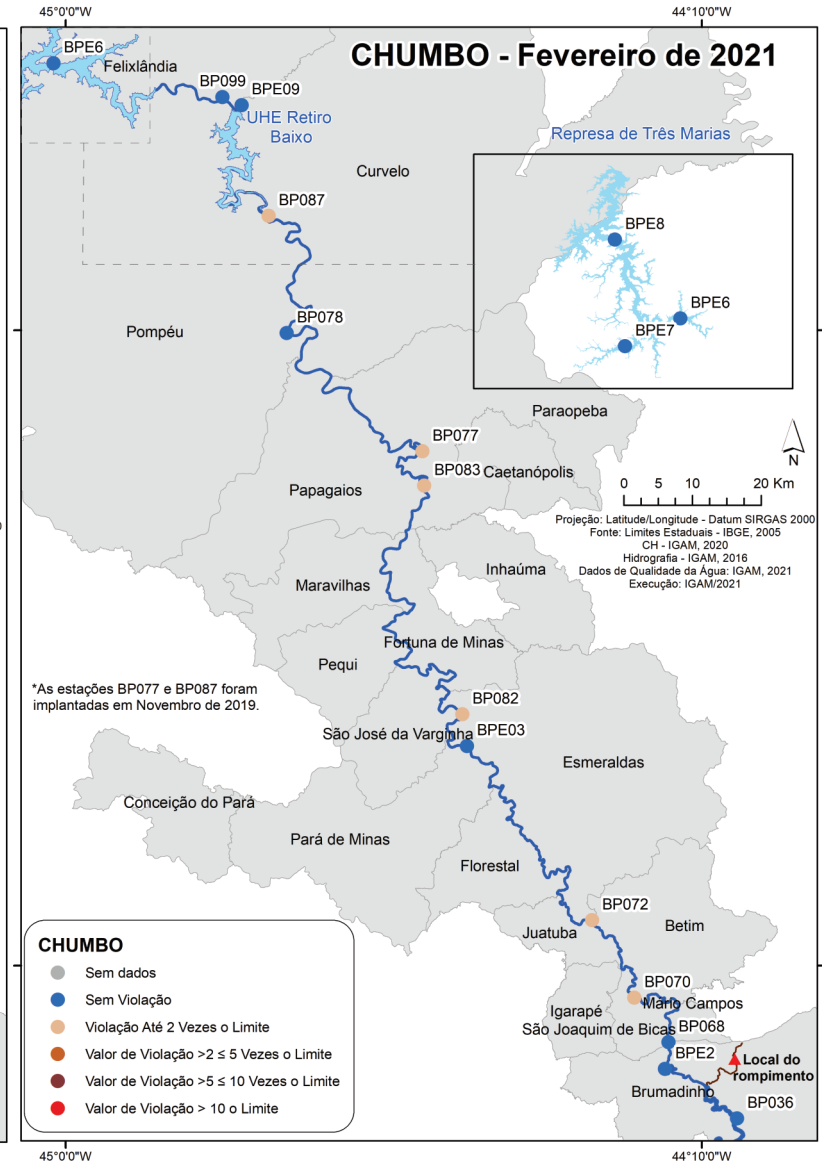 45°0'0"W
44°10'0"W
CHUMBO - Fevereiro de 2021
BPE6
Felixlândia
BP099
BPE09
UHE Retiro
Baixo
Represa de Três Marias
Curvelo
BP087
BPE8
BPE6
BPE7
BP078
Pompéu
Paraopeba
BP077
BP083
Caetanópolis
Papagaios
N
0 5 10 20 Km
Projeção: Latitude/Longitude - Datum SIRGAS 2000
Fonte: Limites Estaduais - IBGE, 2005
CH - IGAM, 2020
Hidrografia - IGAM, 2016
Dados de Qualidade da Água: IGAM, 2021
Execução: IGAM/2021
Inhaúma
Maravilhas
Fortuna de Minas
Pequi
*As estações BP077 e BP087 foram
implantadas em Novembro de 2019.
BP082
São José da Varginha
BPE03
Esmeraldas
Conceição do Pará
Pará de Minas
Florestal
BP072
Juatuba
Betim
BP070
Mário Campos
Igarapé
São Joaquim de Bicas
BP068
BPE2
Local do
rompimento
Brumadinho
BP036
CHUMBO
Sem dados
Sem Violação
Violação Até 2 Vezes o Limite
Valor de Violação >2 ≤ 5 Vezes o Limite
Valor de Violação >5 ≤ 10 Vezes o Limite
Valor de Violação > 10 o Limite
45°0'0"W
44°10'0"W